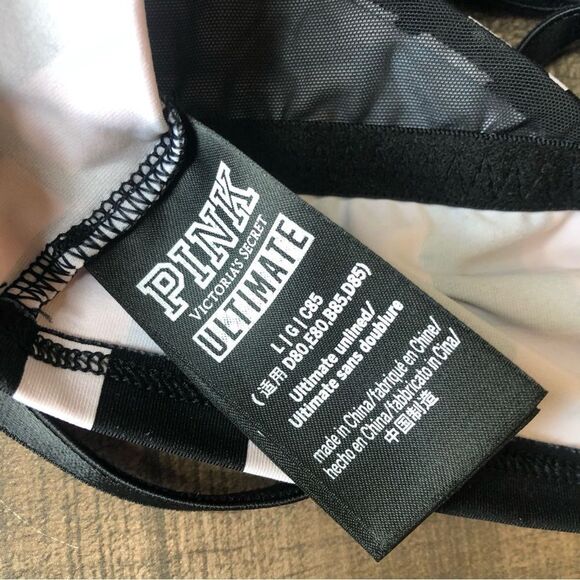 PINK
VICTORIA'S SECRET
ULTIMATE
L|G|C85
(适用 D80,E80,B85,D85)
Ultimate unlined/
Ultimate sans doublure
made in China/fabriqué en Chine/
hecho en China/fabricato in Cina/
中国制造